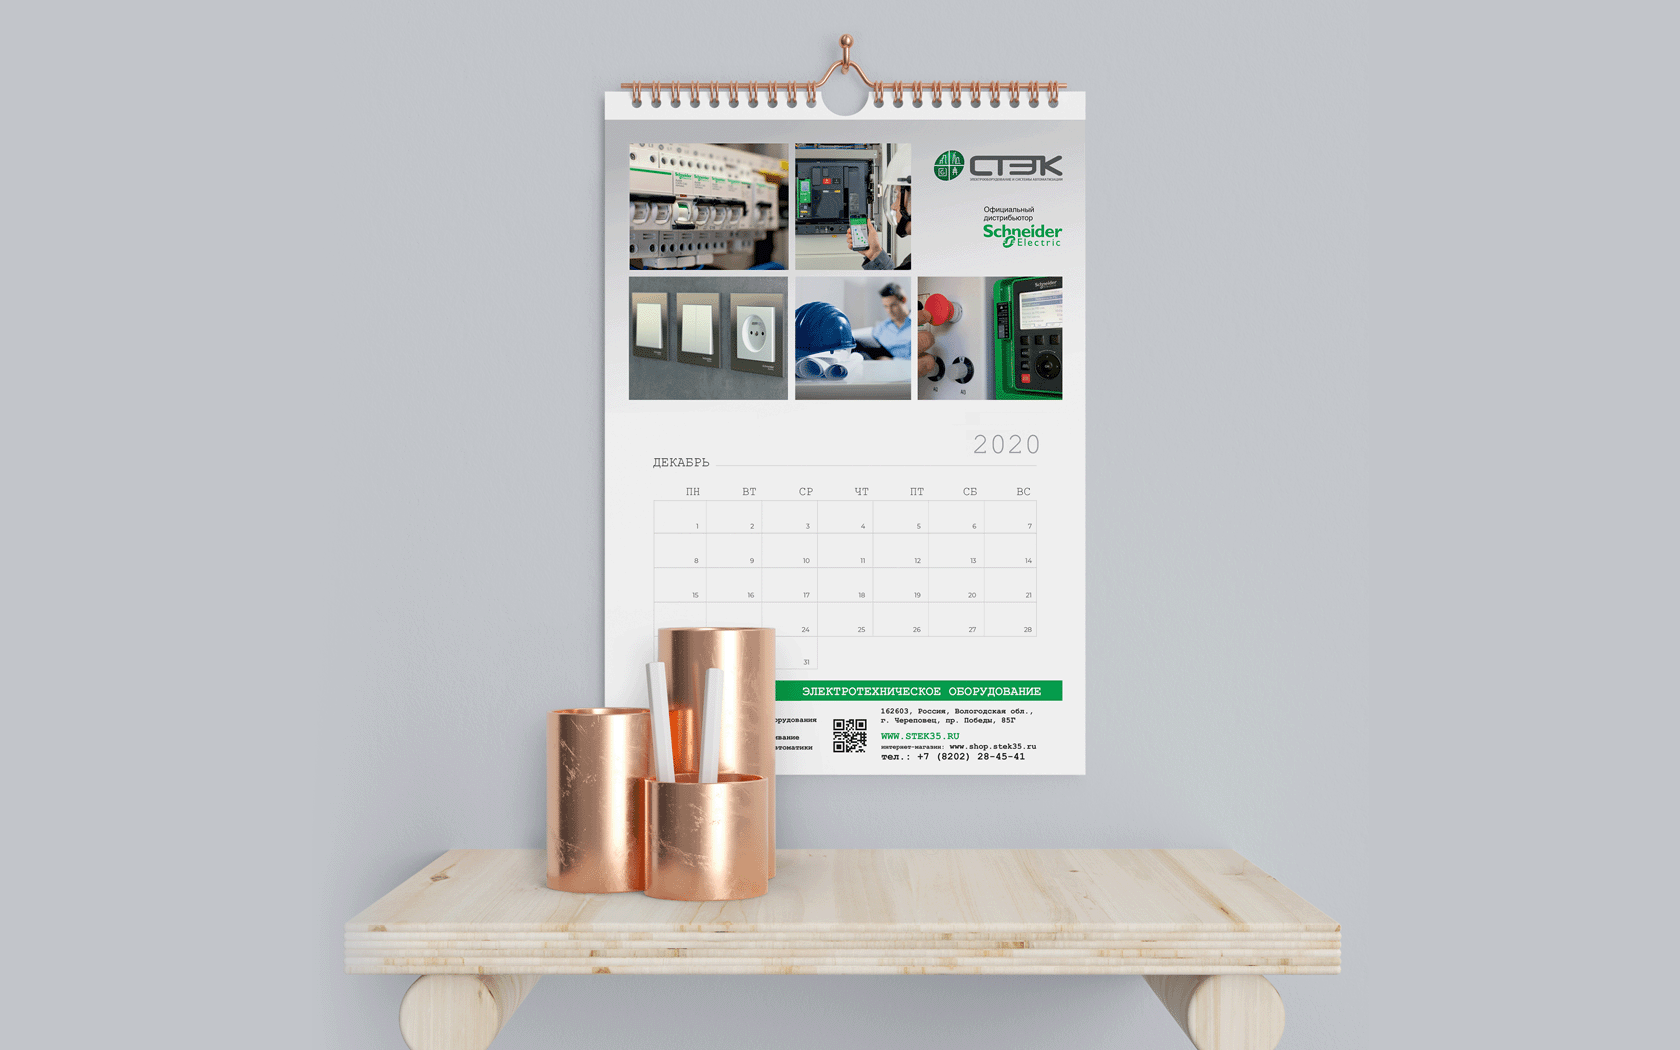 СТЭК
ЭЛЕКТРООБОРУДОВАНИЕ И СИСТЕМЫ АВТОМАТИЗАЦИИ
Официальный
дистрибьютор
Schneider
Electric
2020
ДЕКАБРЬ
ПН ВТ СР ЧТ ПТ СБ ВС
1 2 3 4 5 6 7
8 9 10 11 12 13 14
15 16 17 18 19 20 21
24 25 26 27 28
31
ЭЛЕКТРОТЕХНИЧЕСКОЕ ОБОРУДОВАНИЕ
162603, Россия, Вологодская обл.,
г. Череповец, пр. Победы, 85Г
WWW.STEK35.RU
интернет-магазин: www.shop.stek35.ru
тел.: +7 (8202) 28-45-41